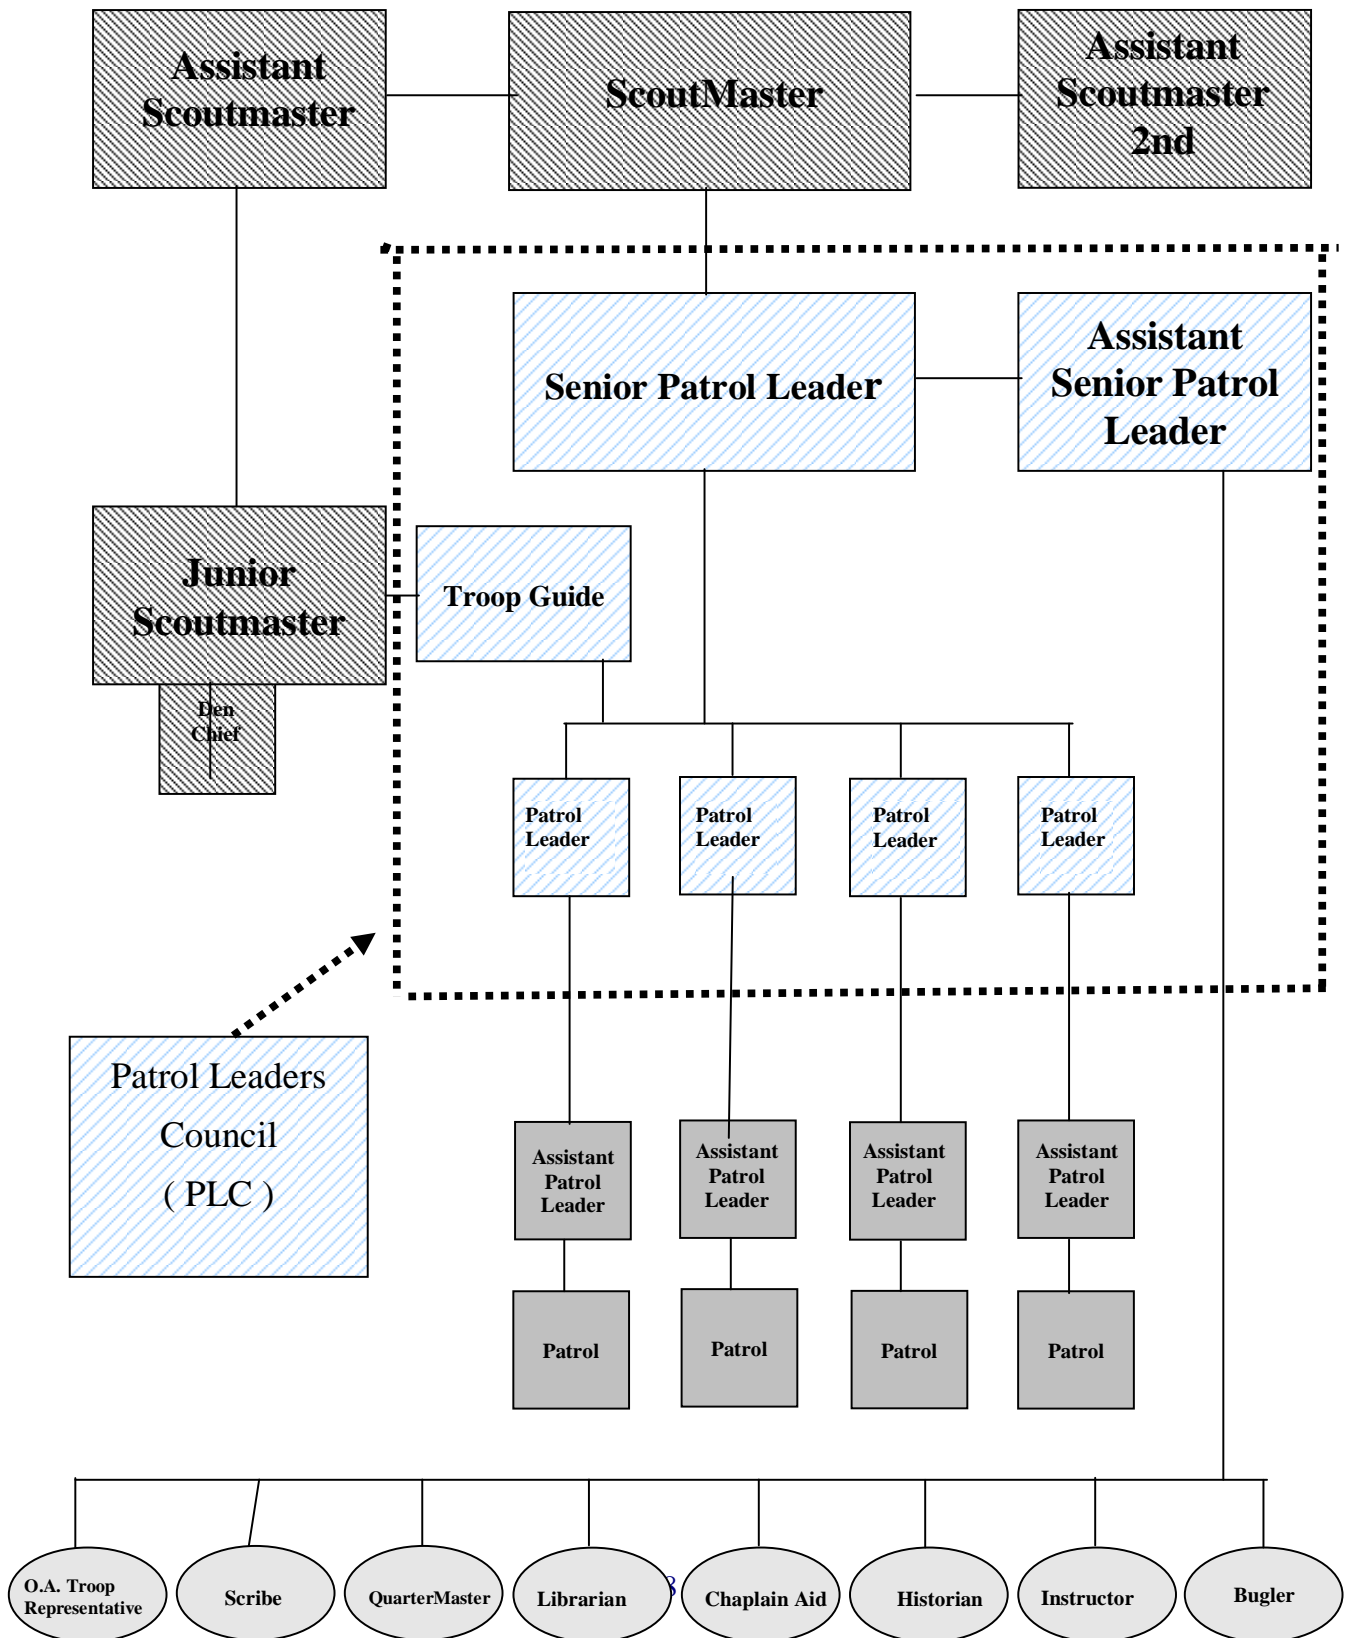 Assistant
Scoutmaster
ScoutMaster
Assistant
Scoutmaster
2nd
Senior Patrol Leader
Assistant
Senior Patrol
Leader
Junior
Scoutmaster
Troop Guide
Den
Chief
Patrol
Leader
Patrol
Leader
Patrol
Leader
Patrol
Leader
Patrol Leaders
Council
( PLC )
Assistant
Patrol
Leader
Assistant
Patrol
Leader
Assistant
Patrol
Leader
Assistant
Patrol
Leader
Patrol
Patrol
Patrol
Patrol
O.A. Troop
Representative
Scribe
QuarterMaster
Librarian
Chaplain Aid
Historian
Instructor
Bugler